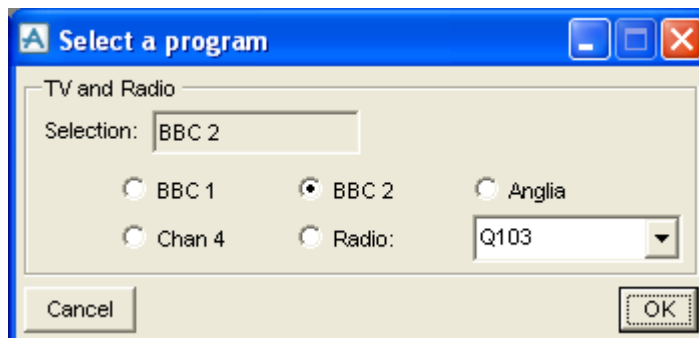 Select a program
TV and Radio
Selection: BBC 2
BBC 1 BBC 2 Anglia
Chan 4 Radio: Q103
Cancel OK